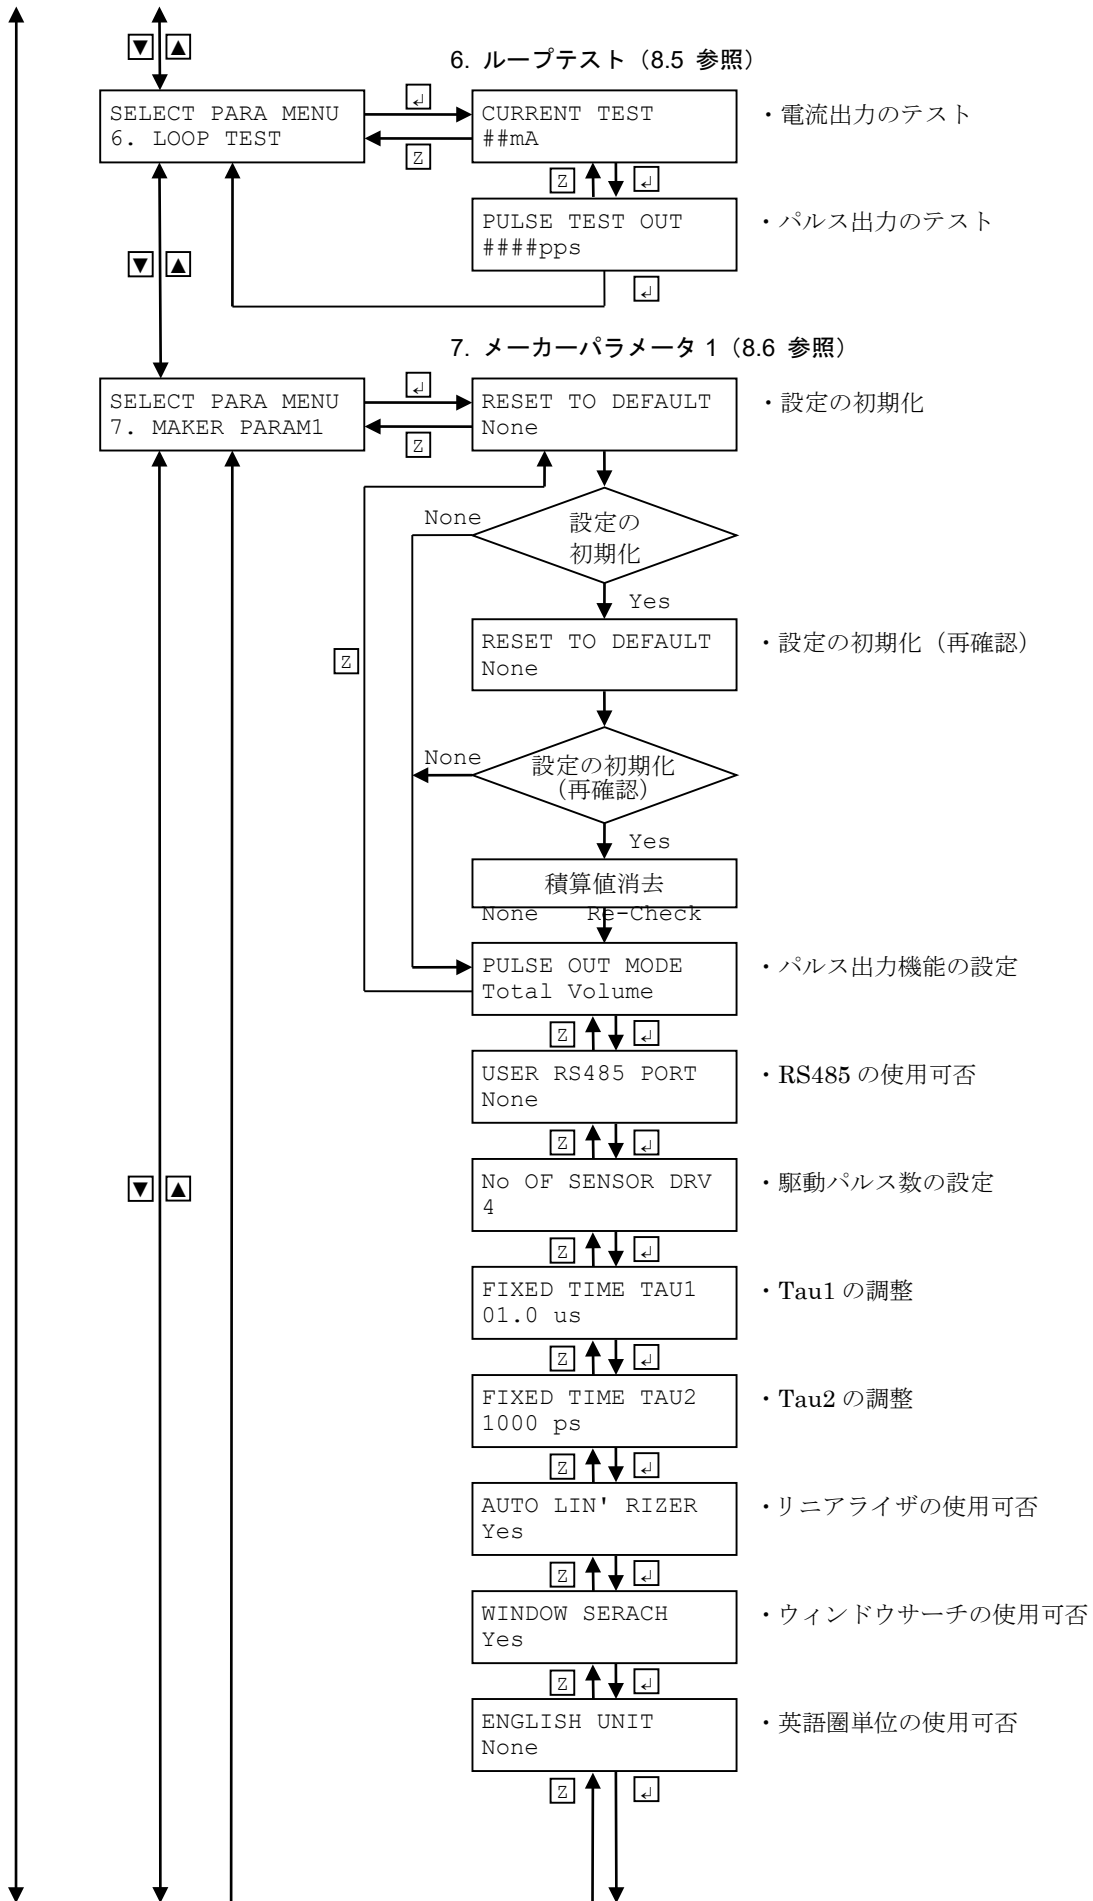 ▼ ▲
6. ループテスト（8.5 参照）
SELECT PARA MENU
6. LOOP TEST
↵
Z
CURRENT TEST
##mA
・電流出力のテスト
Z ↵
PULSE TEST OUT
####pps
・パルス出力のテスト
▼ ▲
↵
7. メーカーパラメータ 1（8.6 参照）
SELECT PARA MENU
7. MAKER PARAM1
↵
Z
RESET TO DEFAULT
None
・設定の初期化
None
設定の
初期化
Yes
RESET TO DEFAULT
None
・設定の初期化（再確認）
Z
None
設定の初期化
（再確認）
Yes
積算値消去
None Re-Check
PULSE OUT MODE
Total Volume
・パルス出力機能の設定
Z ↵
USER RS485 PORT
None
・RS485 の使用可否
Z ↵
▼ ▲
No OF SENSOR DRV
4
・駆動パルス数の設定
Z ↵
FIXED TIME TAU1
01.0 us
・Tau1 の調整
Z ↵
FIXED TIME TAU2
1000 ps
・Tau2 の調整
Z ↵
AUTO LIN' RIZER
Yes
・リニアライザの使用可否
Z ↵
WINDOW SERACH
Yes
・ウィンドウサーチの使用可否
Z ↵
ENGLISH UNIT
None
・英語圏単位の使用可否
Z ↵